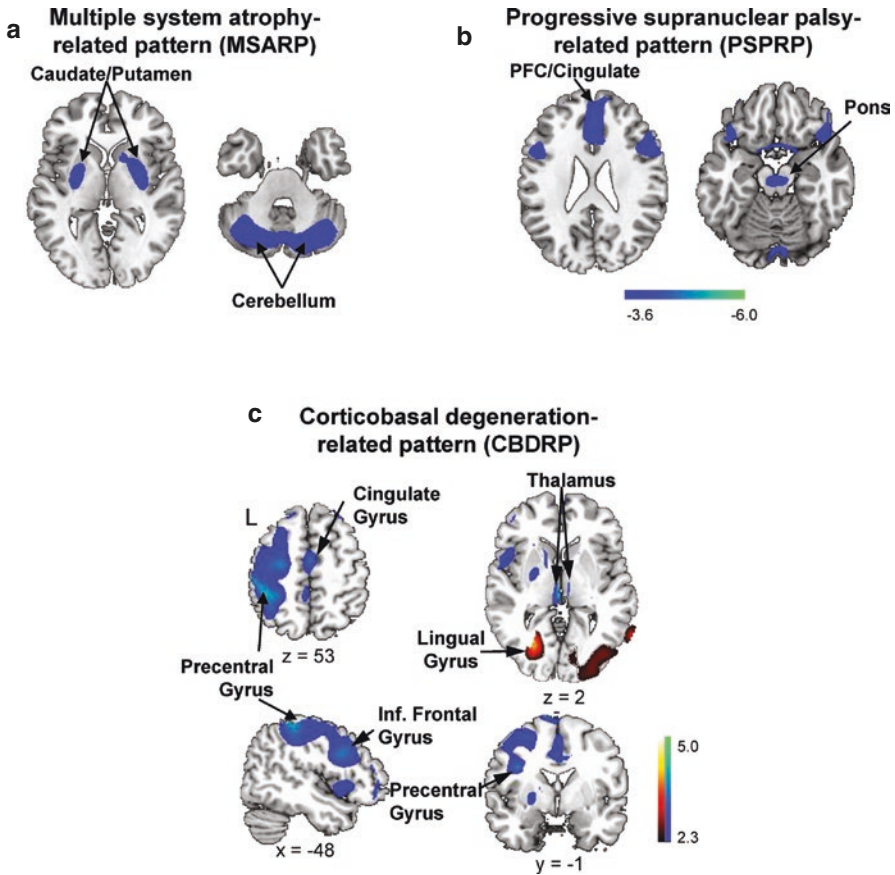 a
Multiple system atrophy-
related pattern (MSARP)
Caudate/Putamen
Cerebellum
b
Progressive supranuclear palsy-
related pattern (PSPRP)
PFC/Cingulate
Pons
-3.6
-6.0
c
Corticobasal degeneration-
related pattern (CBDRP)
L
Cingulate
Gyrus
Thalamus
z = 53
Lingual
Gyrus
z = 2
Precentral
Gyrus
Inf. Frontal
Gyrus
x = -48
Precentral
Gyrus
y = -1
5.0
2.3